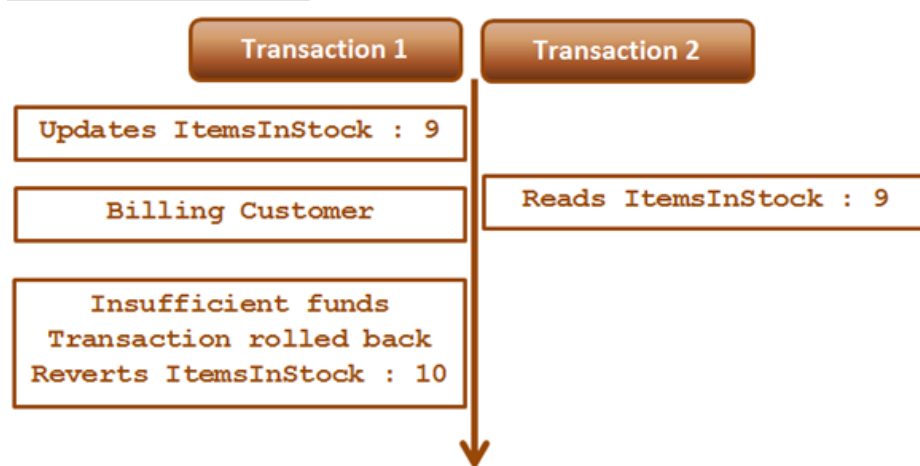 Transaction 1
Transaction 2
Updates ItemsInStock : 9
Billing Customer
Reads ItemsInStock : 9
Insufficient funds
Transaction rolled back
Reverts ItemsInStock : 10